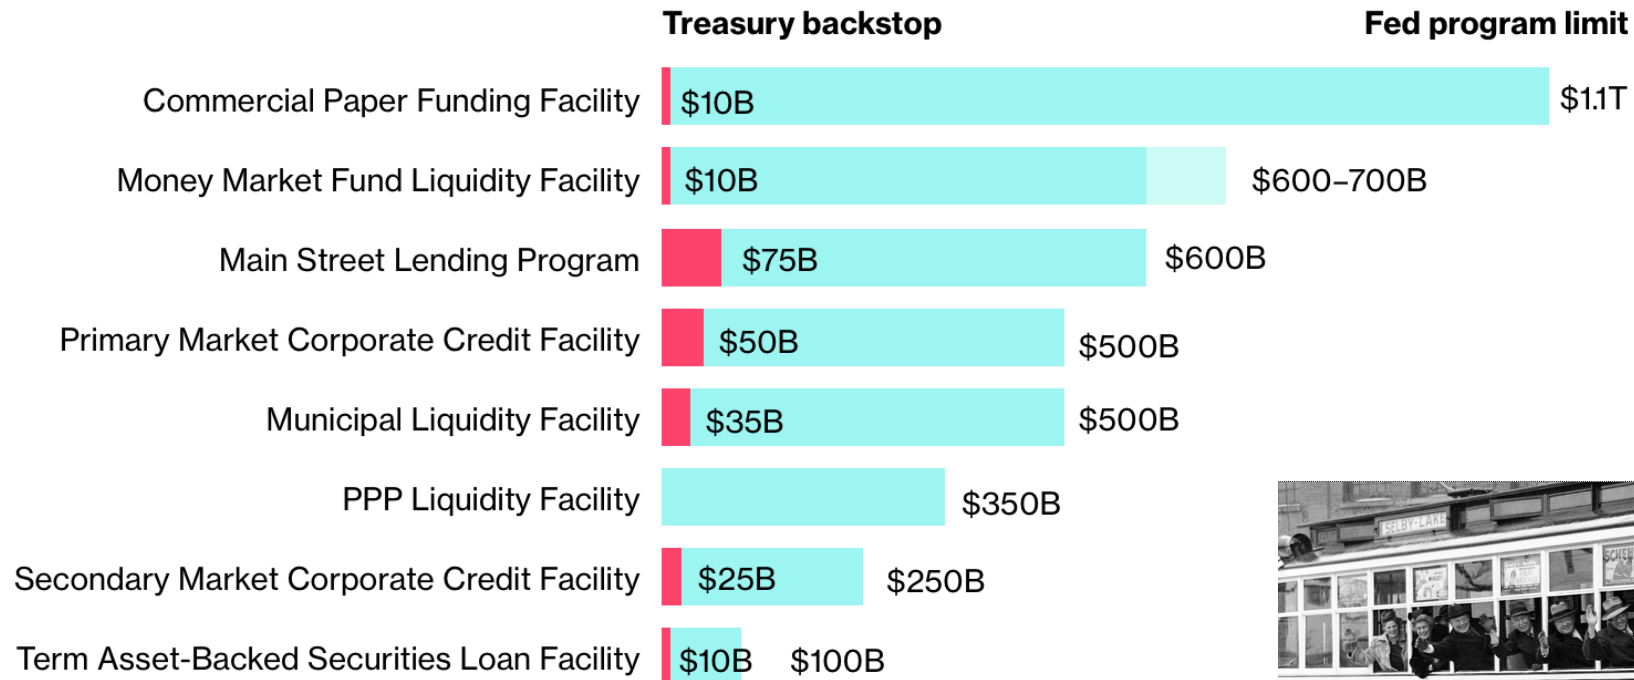 Treasury backstop Fed program limit
Commercial Paper Funding Facility $10B $1.1T
Money Market Fund Liquidity Facility $10B $600–700B
Main Street Lending Program $75B $600B
Primary Market Corporate Credit Facility $50B $500B
Municipal Liquidity Facility $35B $500B
PPP Liquidity Facility $350B
Secondary Market Corporate Credit Facility $25B $250B
Term Asset-Backed Securities Loan Facility $10B $100B
SELBY-LAKE